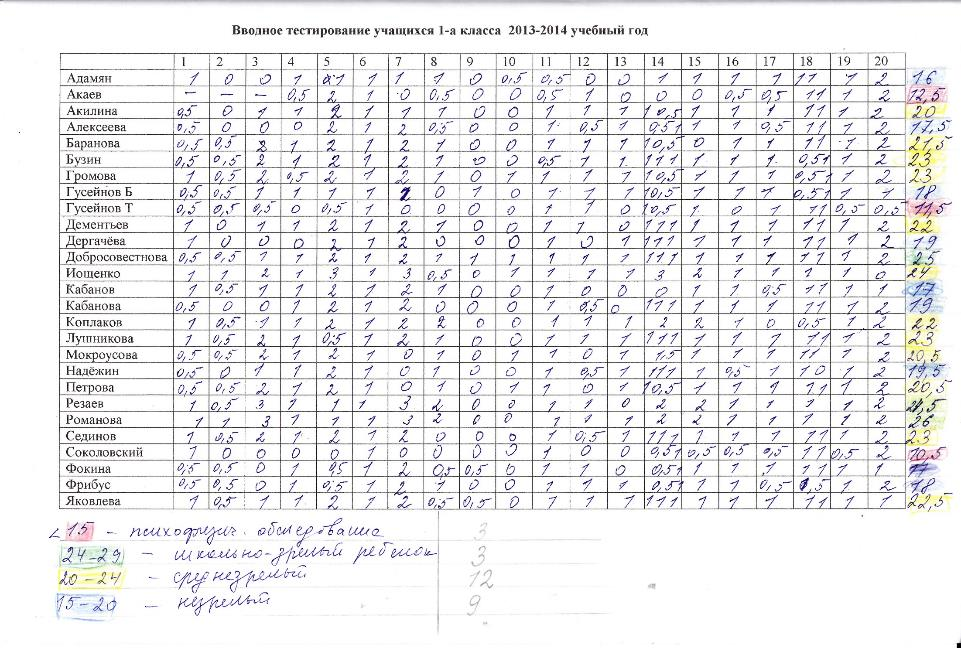 Вводное тестирование учащихся 1-а класса 2013-2014 учебный год
1 2 3 4 5 6 7 8 9 10 11 12 13 14 15 16 17 18 19 20
Адамян 1 0 0 1 1 1 1 0 0,5 0,5 0 0 1 1 1 1 11 1 2 16
Акаев – – – 0,5 2 1 0 0,5 0 0 0,5 1 0 0 0 0,5 0,5 11 1 2 12,5
Акилина 0,5 0 1 1 2 1 1 1 0 0 1 1 1 10,5 1 1 1 11 1 2 20
Алексеева 0,5 0 0 0 2 1 2 0,5 0 0 1 0,5 1 0,51 1 1 0,5 11 1 2 17,5
Баранова 0,5 0,5 2 1 2 1 2 1 0 0 1 1 1 10,5 0 1 1 11 1 2 21,5
Бузин 0,5 0,5 2 1 2 1 2 1 0 0 0,5 1 1 111 1 1 1 0,51 1 2 23
Громова 1 0,5 2 0,5 2 1 2 1 0 1 1 1 1 10,5 1 1 1 0,51 1 2 23
Гусейнов Б 0,5 0,5 1 1 1 1 2 0 1 0 1 1 1 10,5 1 1 1 0,51 1 1 18
Гусейнов Т 0,5 0,5 0,5 0 0,5 1 0 0 0 0 1 1 0 10,5 1 0 1 11 0,5 0,5 11,5
Дементьев 1 0 1 1 2 1 2 1 0 0 1 1 0 111 1 1 1 11 1 2 22
Дергачёва 1 0 0 0 2 1 2 0 0 0 1 0 1 111 1 1 1 11 1 2 19
Добросовестнова 0,5 0,5 1 1 2 1 2 1 1 1 1 1 1 111 1 1 1 11 1 2 25
Иощенко 1 1 2 1 3 1 3 0,5 0 1 1 1 1 3 2 1 1 1 1 0 24
Кабанов 1 0,5 1 1 2 1 2 1 0 0 1 0 0 0 1 1 0,5 11 1 1 17
Кабанова 0,5 0 0 1 2 1 2 0 0 0 1 0,5 0 111 1 1 1 11 1 2 19
Коплаков 1 0,5 1 1 2 1 2 2 0 0 1 1 1 2 2 1 0 0,5 1 2 22
Лушникова 1 0,5 2 1 0,5 1 2 1 0 0 1 1 1 111 1 1 1 11 1 2 23
Мокроусова 0,5 0,5 2 1 2 1 0 1 0 1 1 0 1 1,5 1 1 1 11 1 2 20,5
Надёжин 0,5 0 1 1 2 1 0 1 0 0 1 0,5 1 111 1 0,5 1 10 1 2 19,5
Петрова 0,5 0,5 2 1 2 1 0 1 0 1 1 0 1 10,5 1 1 1 11 1 2 20,5
Резаев 1 0,5 3 1 1 1 3 2 0 0 1 1 0 2 2 1 1 1 1 2
Романова 1 1 3 1 1 1 3 2 0 0 1 1 1 2 2 1 1 1 1 2 26
Сединов 1 0,5 2 1 2 1 2 0 0 0 1 0,5 1 111 1 1 1 11 1 2 23
Соколовский 1 0 0 0 0 1 0 0 0 0 1 0 0 0,51 0,5 0,5 0,5 11 0,5 2 10,5
Фокина 0,5 0,5 0 1 0,5 1 2 0,5 0,5 0 1 1 0 0,51 1 1 1 11 1 1 17
Фрибус 0,5 0,5 0 1 0,5 1 2 1 0 0 1 1 1 0,51 1 1 0,5 1 2 18
Яковлева 1 0,5 1 1 2 1 2 0,5 0,5 0 1 1 1 111 1 1 1 11 1 1 22,5
< 15 – психофизич. обследование 3
24-29 – школьно-зрелый ребенок 3
20-24 – среднезрелый 12
15-20 – незрелый 9